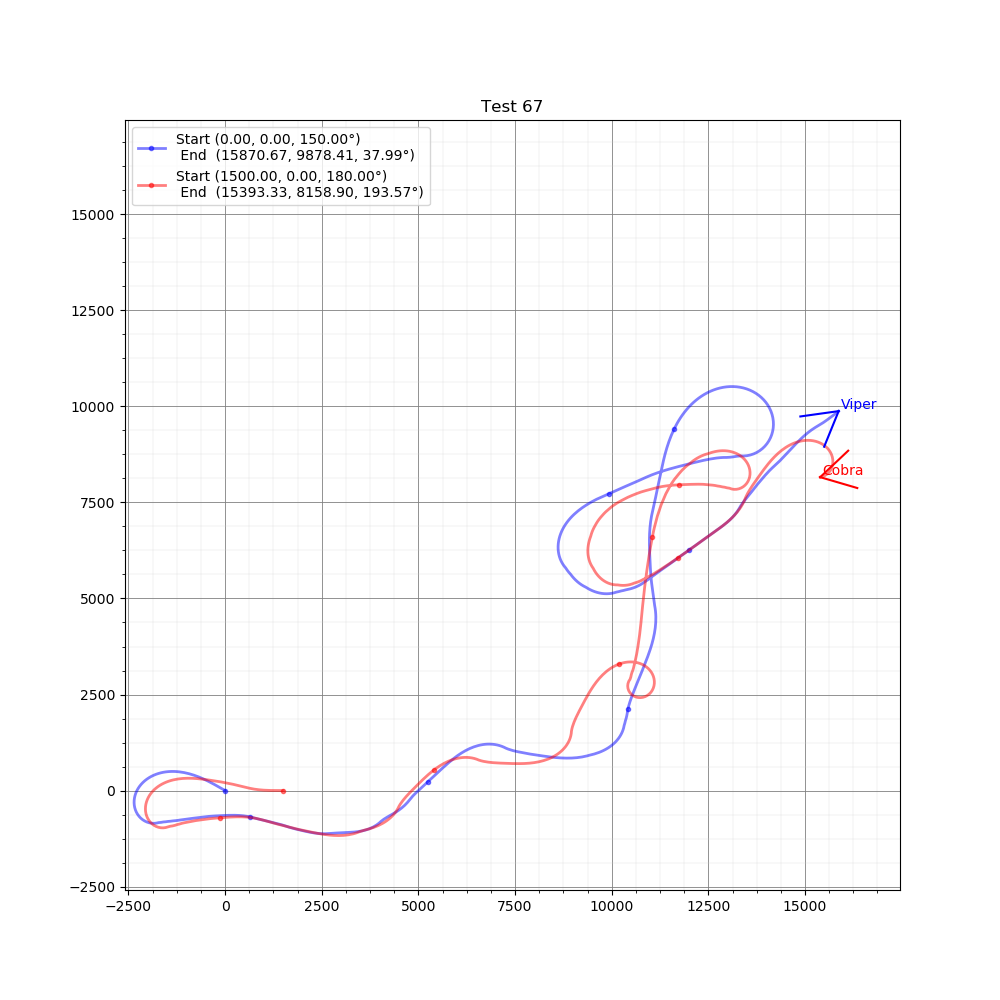 Test 67
Start (0.00, 0.00, 150.00°)
End (15870.67, 9878.41, 37.99°)
Start (1500.00, 0.00, 180.00°)
End (15393.33, 8158.90, 193.57°)
15000
12500
10000
7500
5000
2500
0
−2500
Viper
Cobra
−2500 0 2500 5000 7500 10000 12500 15000